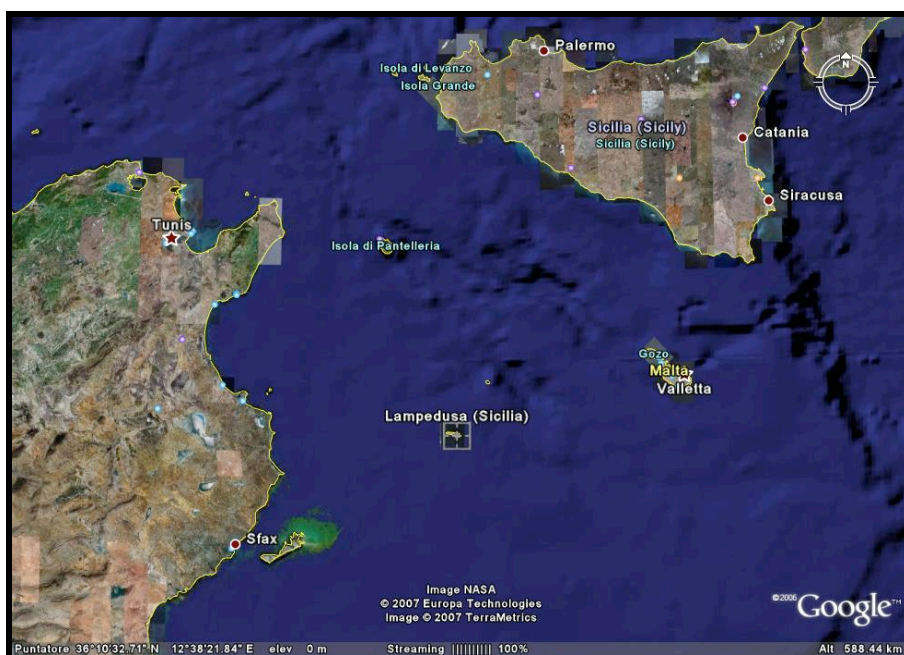 Palermo
Isola di Levanzo
Isola Grande
N
Sicilia (Sicily)
Sicilia (Sicily)
Catania
Siracusa
Tunis
Isola di Pantelleria
Gozo
Malta
Valletta
Lampedusa (Sicilia)
Sfax
Image NASA
© 2007 Europa Technologies
Image © 2007 TerraMetrics
©2006 Google™
Puntatore 36°10'32.71" N 12°38'21.84" E elev 0 m Streaming ||||||||| 100% Alt 588.44 km